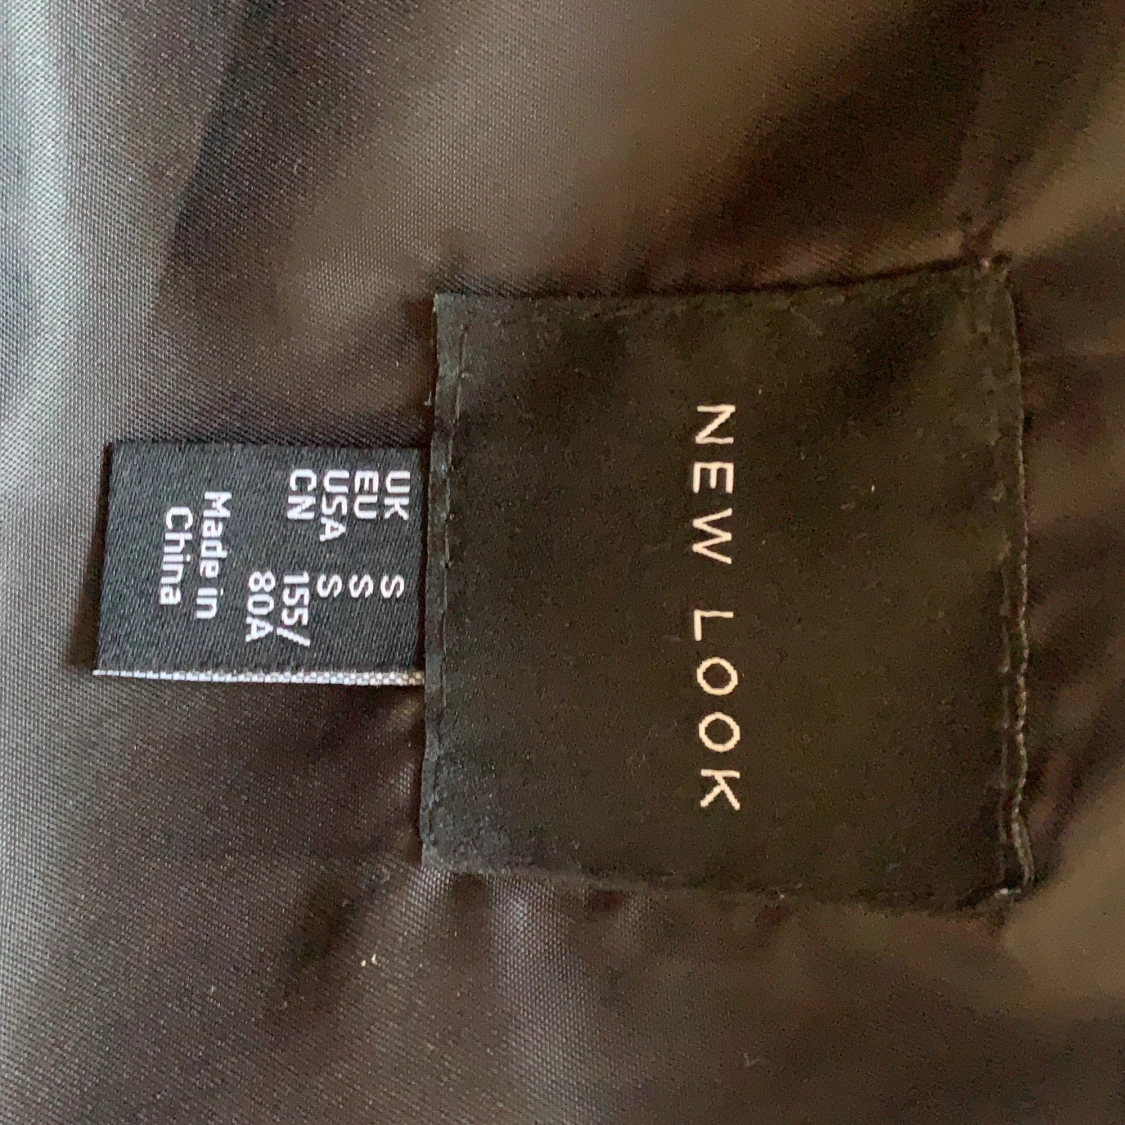 NEW LOOK
UK S
EU S
USA S
CN 155/
80A
Made in
China